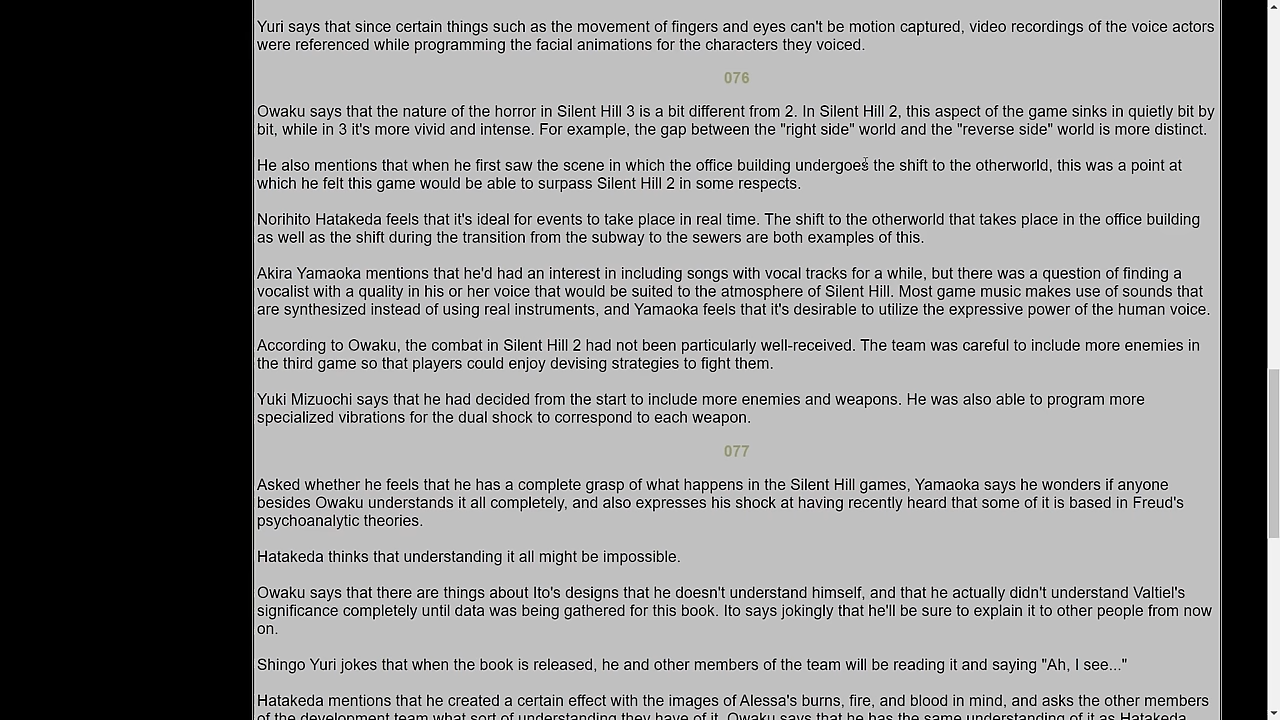 Yuri says that since certain things such as the movement of fingers and eyes can't be motion captured, video recordings of the voice actors
were referenced while programming the facial animations for the characters they voiced.
076
Owaku says that the nature of the horror in Silent Hill 3 is a bit different from 2. In Silent Hill 2, this aspect of the game sinks in quietly bit by
bit, while in 3 it's more vivid and intense. For example, the gap between the "right side" world and the "reverse side" world is more distinct.
He also mentions that when he first saw the scene in which the office building undergoes the shift to the otherworld, this was a point at
which he felt this game would be able to surpass Silent Hill 2 in some respects.
Norihito Hatakeda feels that it's ideal for events to take place in real time. The shift to the otherworld that takes place in the office building
as well as the shift during the transition from the subway to the sewers are both examples of this.
Akira Yamaoka mentions that he'd had an interest in including songs with vocal tracks for a while, but there was a question of finding a
vocalist with a quality in his or her voice that would be suited to the atmosphere of Silent Hill. Most game music makes use of sounds that
are synthesized instead of using real instruments, and Yamaoka feels that it's desirable to utilize the expressive power of the human voice.
According to Owaku, the combat in Silent Hill 2 had not been particularly well-received. The team was careful to include more enemies in
the third game so that players could enjoy devising strategies to fight them.
Yuki Mizuochi says that he had decided from the start to include more enemies and weapons. He was also able to program more
specialized vibrations for the dual shock to correspond to each weapon.
077
Asked whether he feels that he has a complete grasp of what happens in the Silent Hill games, Yamaoka says he wonders if anyone
besides Owaku understands it all completely, and also expresses his shock at having recently heard that some of it is based in Freud's
psychoanalytic theories.
Hatakeda thinks that understanding it all might be impossible.
Owaku says that there are things about Ito's designs that he doesn't understand himself, and that he actually didn't understand Valtiel's
significance completely until data was being gathered for this book. Ito says jokingly that he'll be sure to explain it to other people from now
on.
Shingo Yuri jokes that when the book is released, he and other members of the team will be reading it and saying "Ah, I see..."
Hatakeda mentions that he created a certain effect with the images of Alessa's burns, fire, and blood in mind, and asks the other members
of the development team what sort of understanding they have of it. Owaku says that he has the same understanding of it as Hatakeda